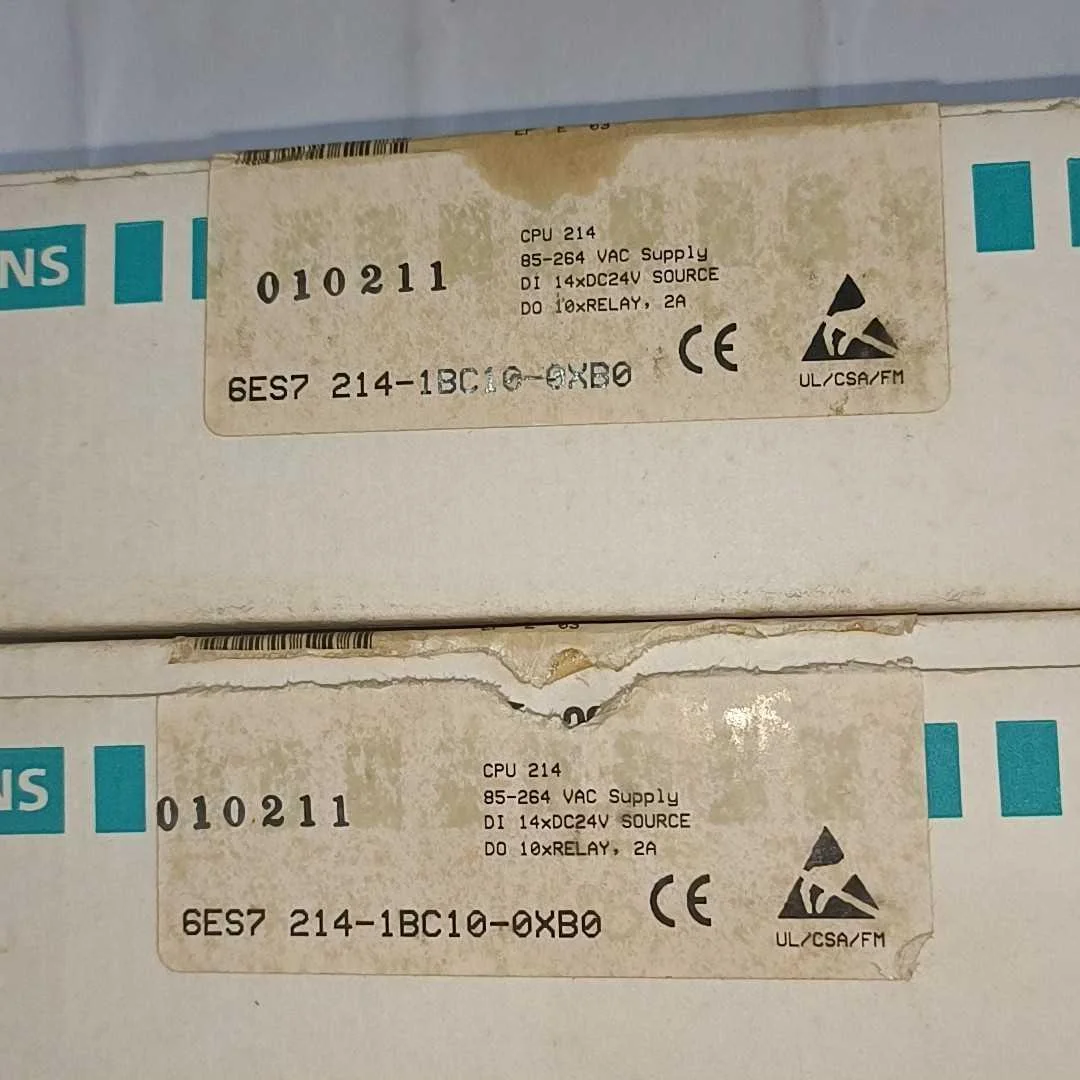 NS
CPU 214
85-264 VAC Supply
DI 14xDC24V SOURCE
DO 10xRELAY, 2A
010211
CE
6ES7 214-1BC10-0XB0
UL/CSA/FM
NS
CPU 214
85-264 VAC Supply
DI 14xDC24V SOURCE
DO 10xRELAY, 2A
010211
CE
6ES7 214-1BC10-0XB0
UL/CSA/FM